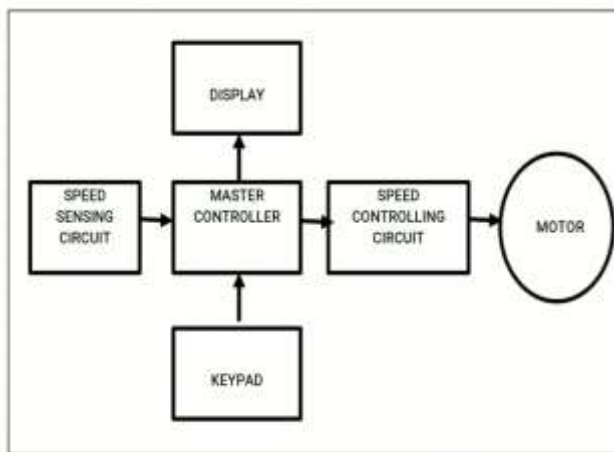 DISPLAY
SPEED
SENSING
CIRCUIT
MASTER
CONTROLLER
SPEED
CONTROLLING
CIRCUIT
MOTOR
KEYPAD